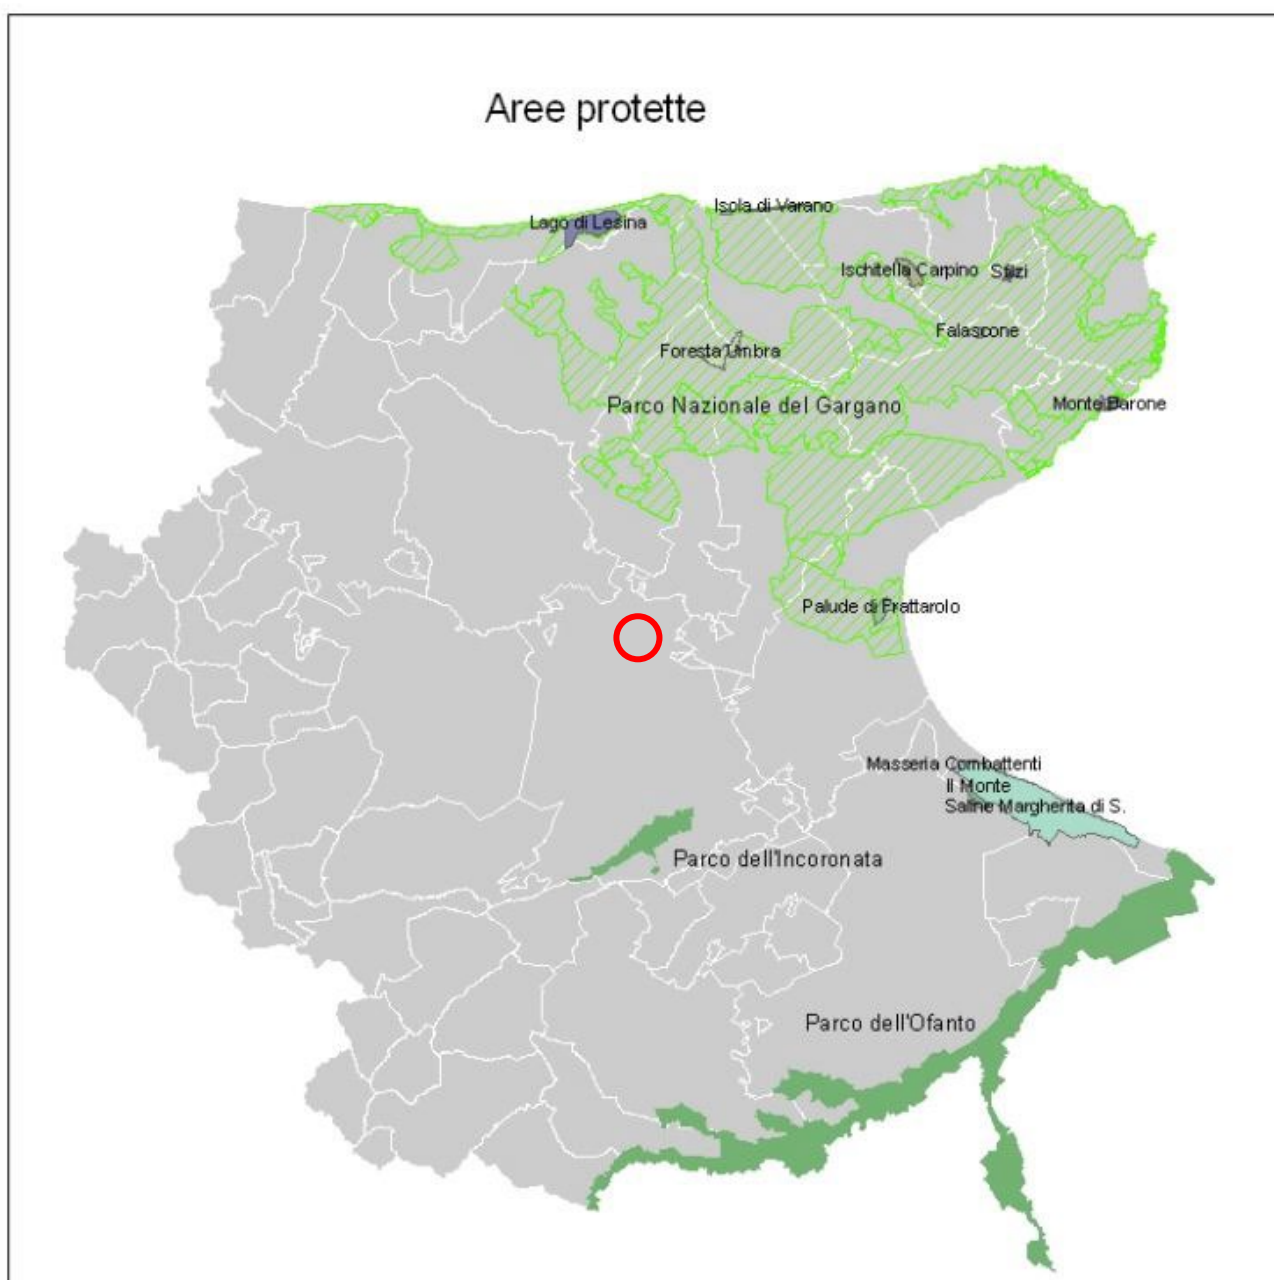 Aree protette
Isola di Varano
Lago di Lesina
Ischitella Carpino
Sfizi
Falascone
Foresta Umbra
Monte Barone
Parco Nazionale del Gargano
Palude di Frattarolo
Masseria Combattenti
Il Monte
Saline Margherita di S.
Parco dell'Incoronata
Parco dell'Ofanto